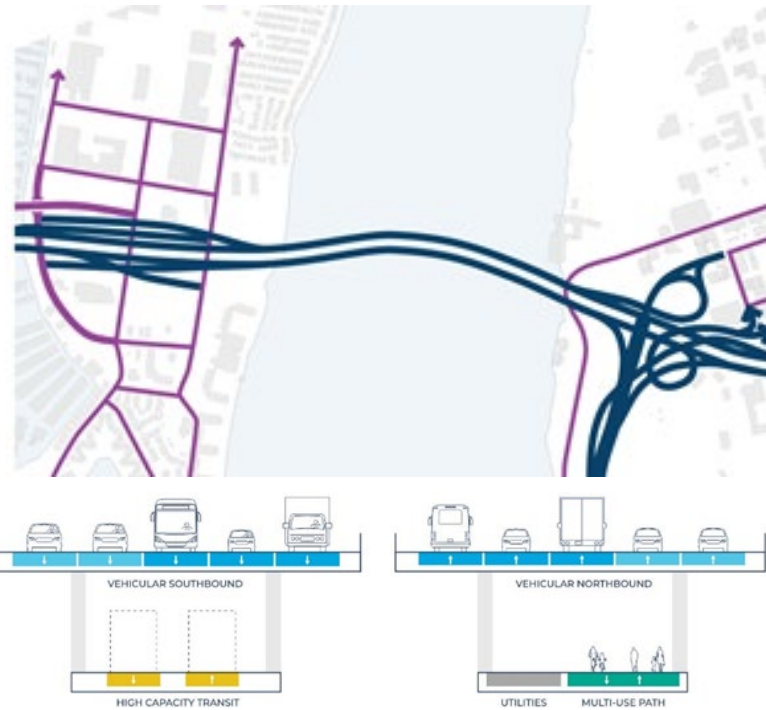 VEHICULAR SOUTHBOUND
VEHICULAR NORTHBOUND
HIGH CAPACITY TRANSIT
UTILITIES
MULTI-USE PATH